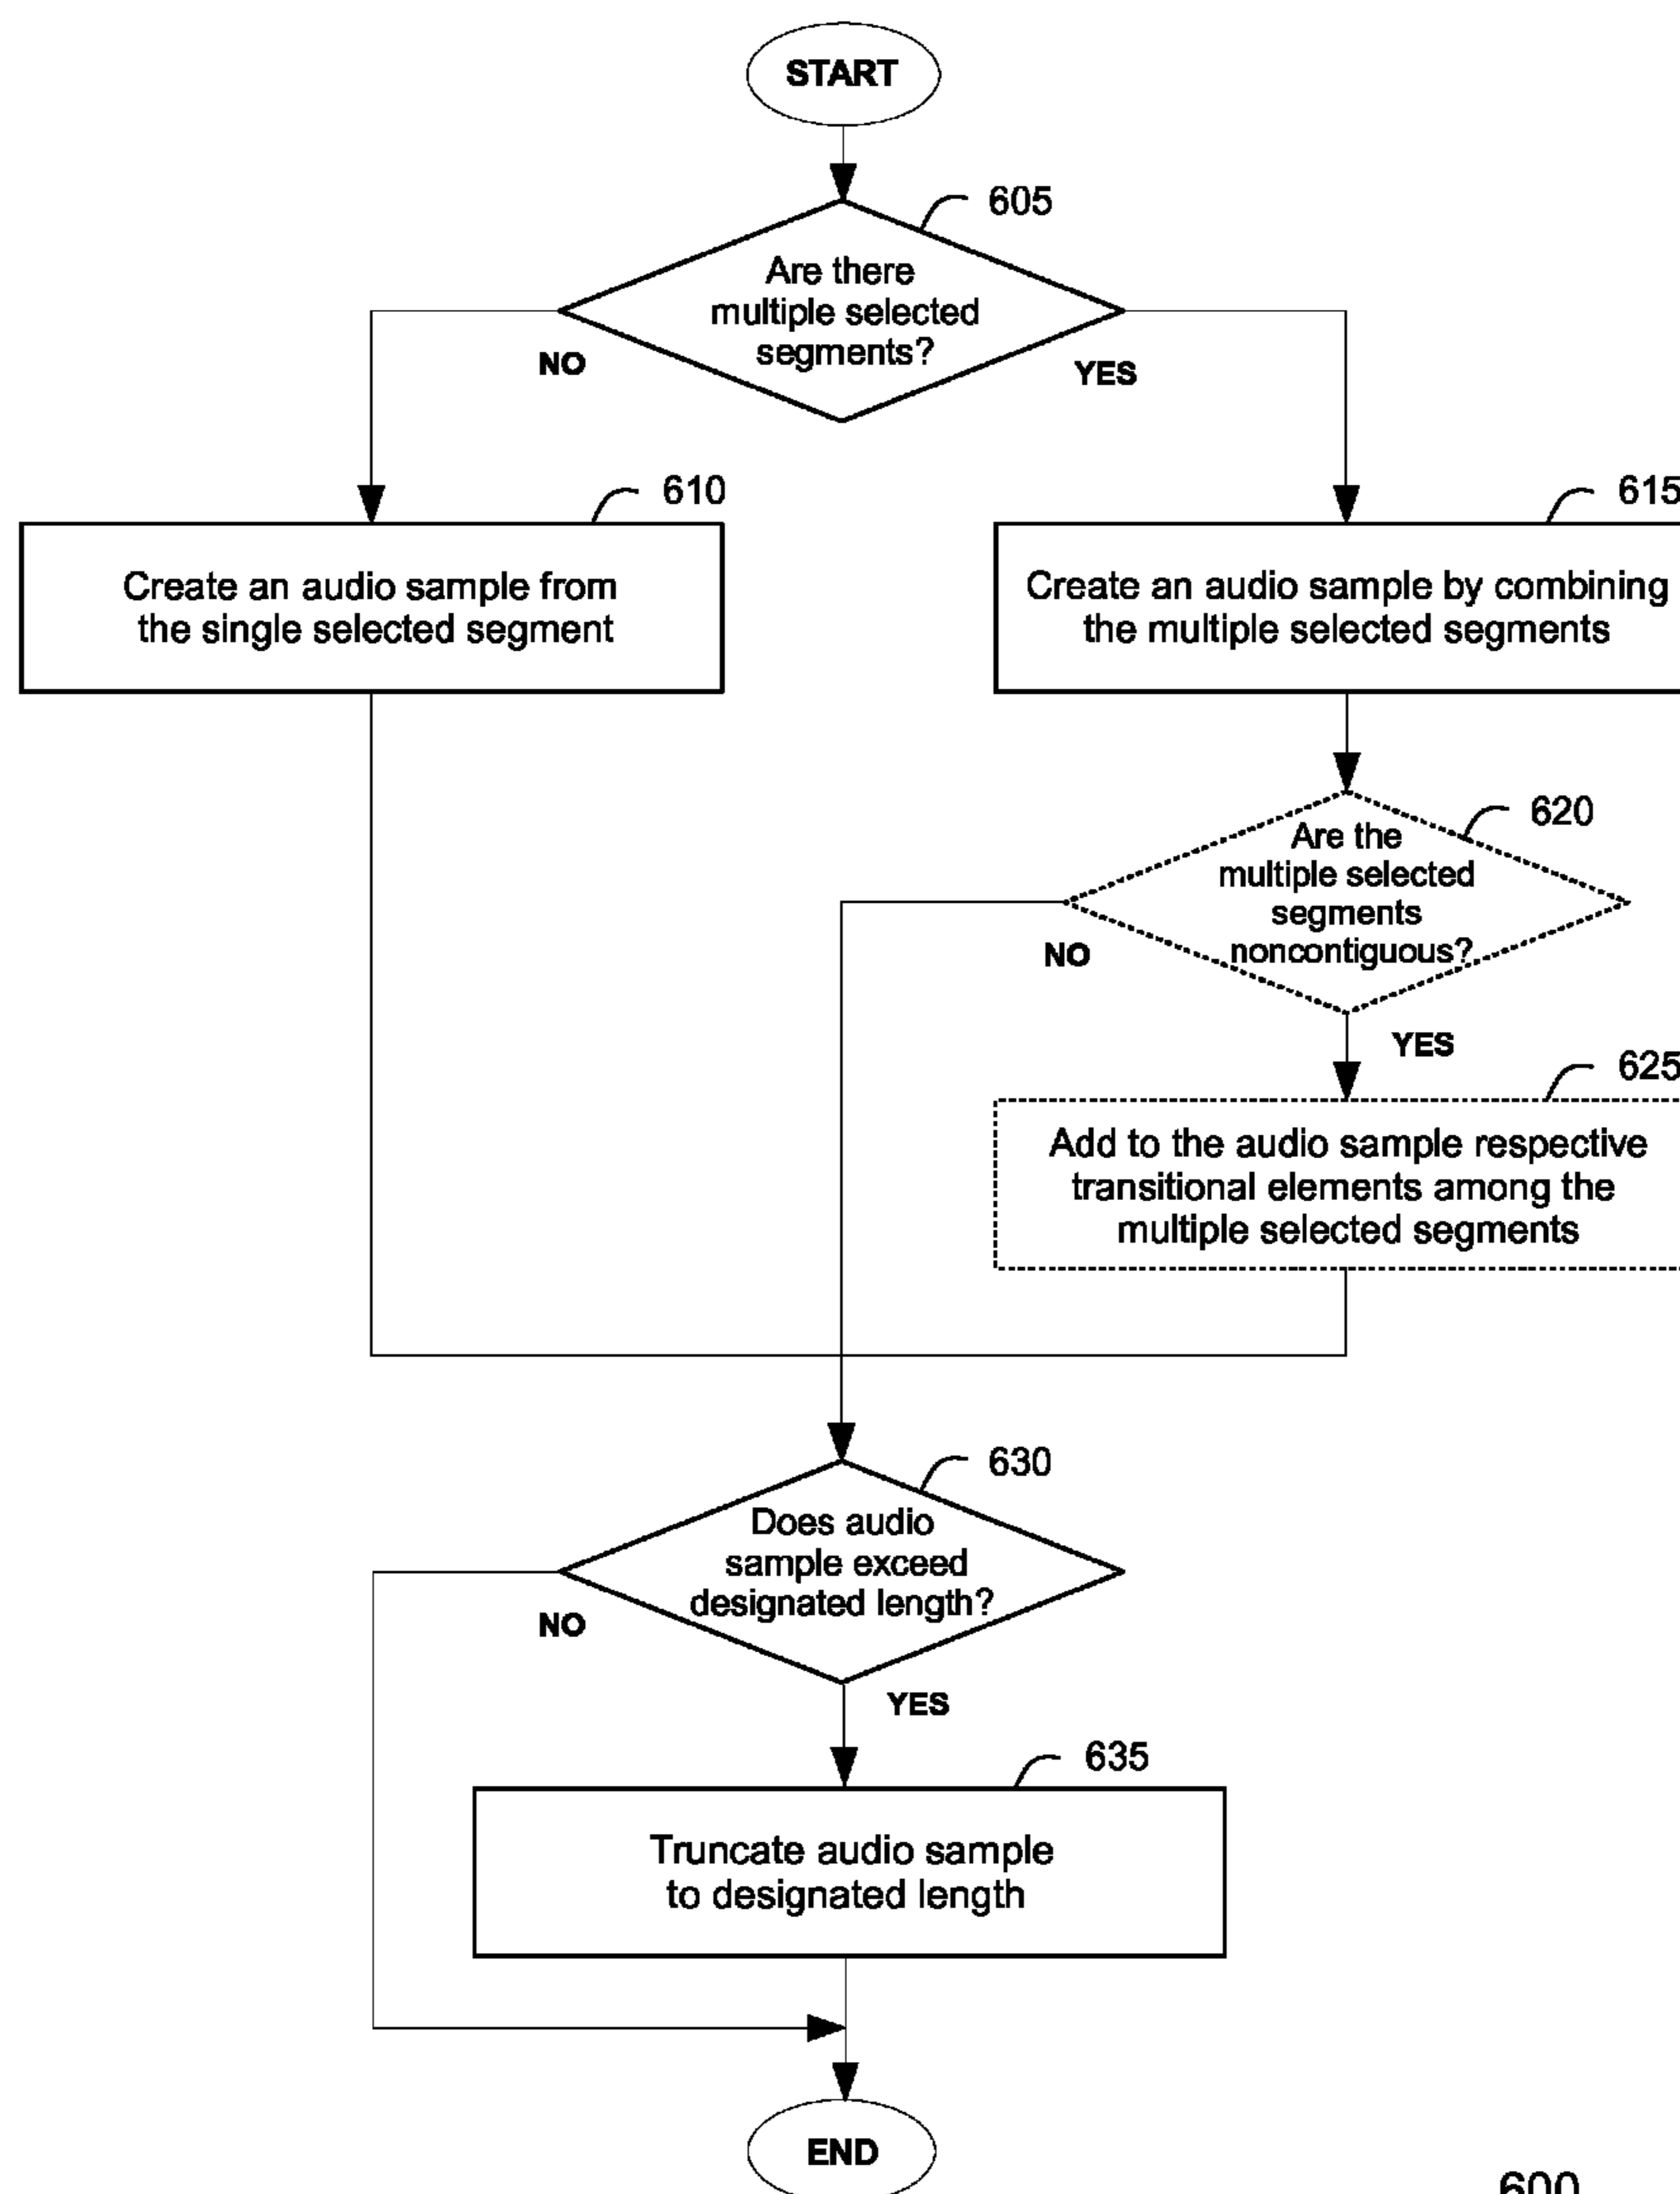 START
605
Are there
multiple selected
segments?
NO
YES
610
615
Create an audio sample from
the single selected segment
Create an audio sample by combining
the multiple selected segments
620
Are the
multiple selected
segments
noncontiguous?
NO
YES
625
Add to the audio sample respective
transitional elements among the
multiple selected segments
630
Does audio
sample exceed
designated length?
NO
YES
635
Truncate audio sample
to designated length
END
600